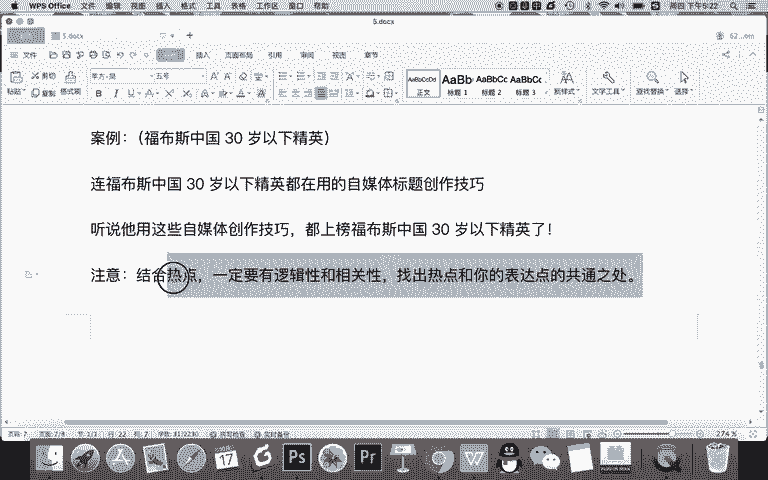 WPS Office 文件 编辑 视图 插入 格式 工具 表格 工作区 窗口 帮助
周四 下午5:22
5.docx
5.docx
文件 插入 页面布局 引用 审阅 视图 章节
粘贴 剪切 复制 格式刷
五号
B I U A
AaBbCcDd AaBb AaBbCc AaBbCc
正文 标题 1 标题 2 标题 3 新样式 文字工具 查找替换 选择
案例：（福布斯中国 30 岁以下精英）
连福布斯中国 30 岁以下精英都在用的自媒体标题创作技巧
听说他用这些自媒体创作技巧，都上榜福布斯中国 30 岁以下精英了！
注意：结合热点，一定要有逻辑性和相关性，找出热点和你的表达点的共通之处。
274%
17 Ps Pr